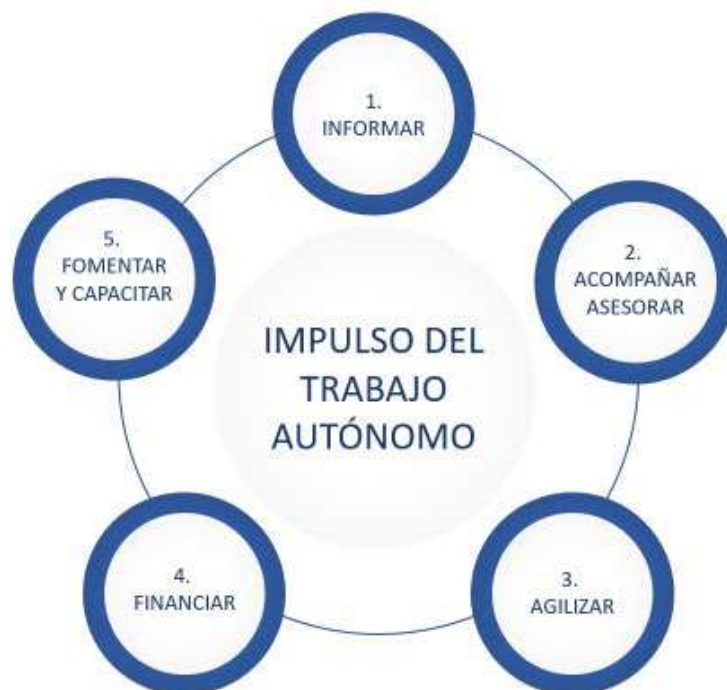 1.
INFORMAR
2.
ACOMPAÑAR
ASESORAR
3.
AGILIZAR
4.
FINANCIAR
5.
FOMENTAR
Y CAPACITAR
IMPULSO DEL
TRABAJO
AUTÓNOMO